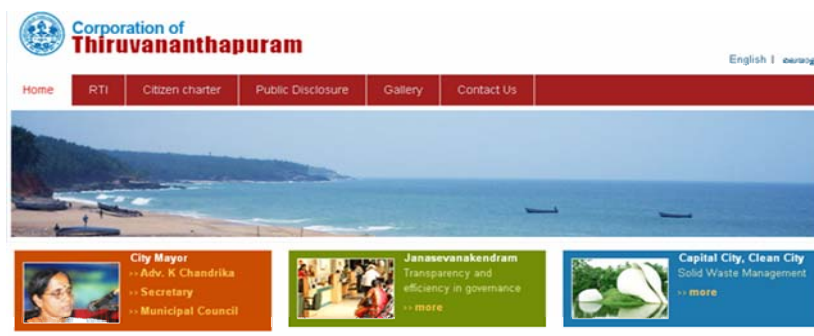 Corporation of
Thiruvananthapuram
English |
Home RTI Citizen charter Public Disclosure Gallery Contact Us
City Mayor
›› Adv. K Chandrika
›› Secretary
›› Municipal Council
Janasevanakendram
Transparency and
efficiency in governance
›› more
Capital City, Clean City
Solid Waste Management
›› more